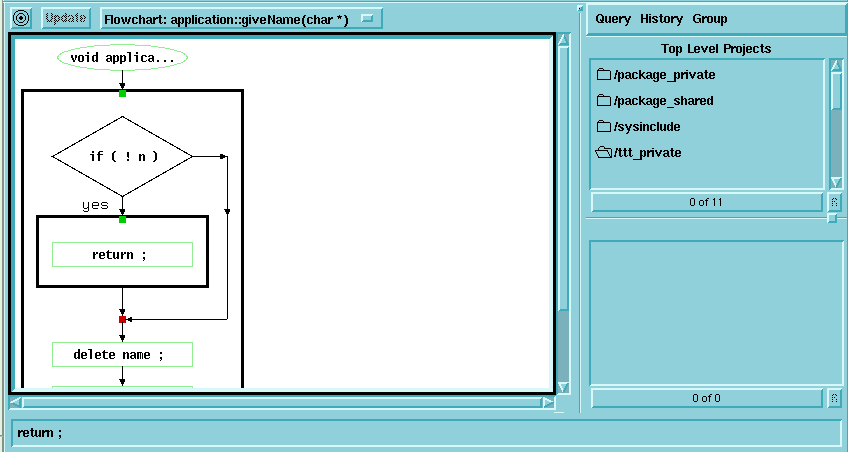 Update
Flowchart: application::giveName(char *)
void applica...
if ( ! n )
yes
return ;
delete name ;
return ;
Query History Group
Top Level Projects
/package_private
/package_shared
/sysinclude
/ttt_private
0 of 11
0 of 0